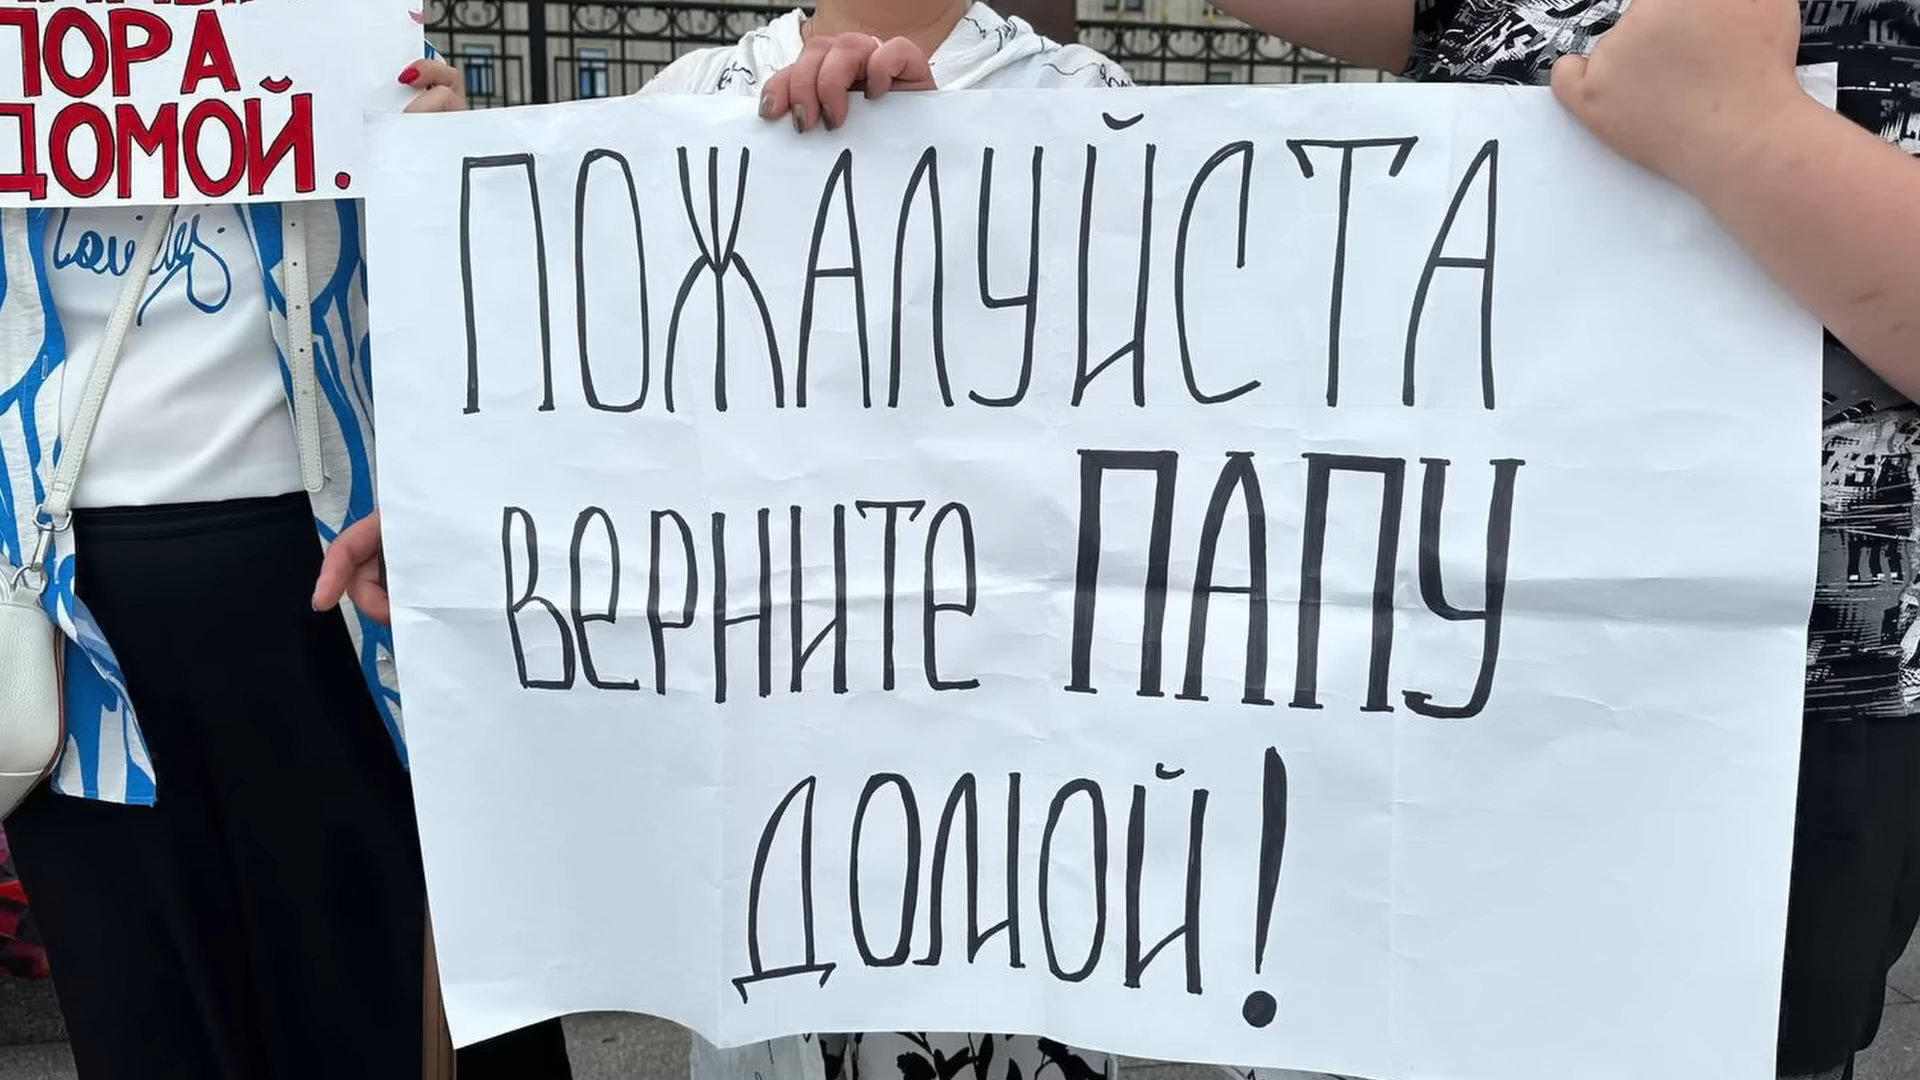 ПОРА
ДОМОЙ.
ПОЖАЛУЙСТА
ВЕРНИТЕ ПАПУ
ДОМОЙ!